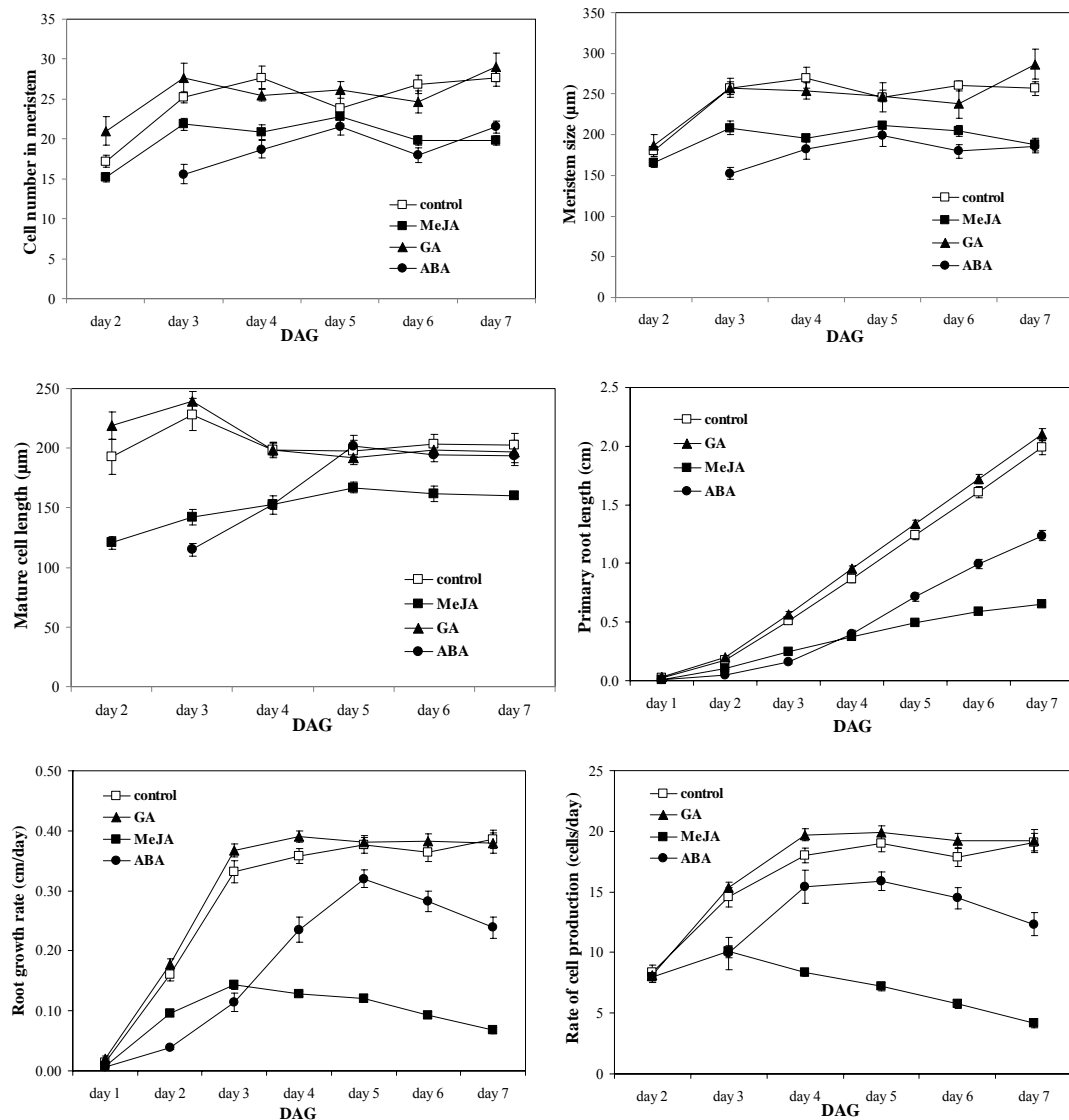 Cell number in meristem
35
30
25
20
15
10
5
0
control
MeJA
GA
ABA
day 2 day 3 day 4 day 5 day 6 day 7
DAG
Meristem size (µm)
350
300
250
200
150
100
50
0
control
MeJA
GA
ABA
day 2 day 3 day 4 day 5 day 6 day 7
DAG
Mature cell length (µm)
250
200
150
100
50
0
control
MeJA
GA
ABA
day 2 day 3 day 4 day 5 day 6 day 7
DAG
Primary root length (cm)
2.5
2.0
1.5
1.0
0.5
0.0
control
GA
MeJA
ABA
day 1 day 2 day 3 day 4 day 5 day 6 day 7
DAG
Root growth rate (cm/day)
0.50
0.40
0.30
0.20
0.10
0.00
control
GA
MeJA
ABA
day 1 day 2 day 3 day 4 day 5 day 6 day 7
DAG
Rate of cell production (cells/day)
25
20
15
10
5
0
control
GA
MeJA
ABA
day 2 day 3 day 4 day 5 day 6 day 7
DAG